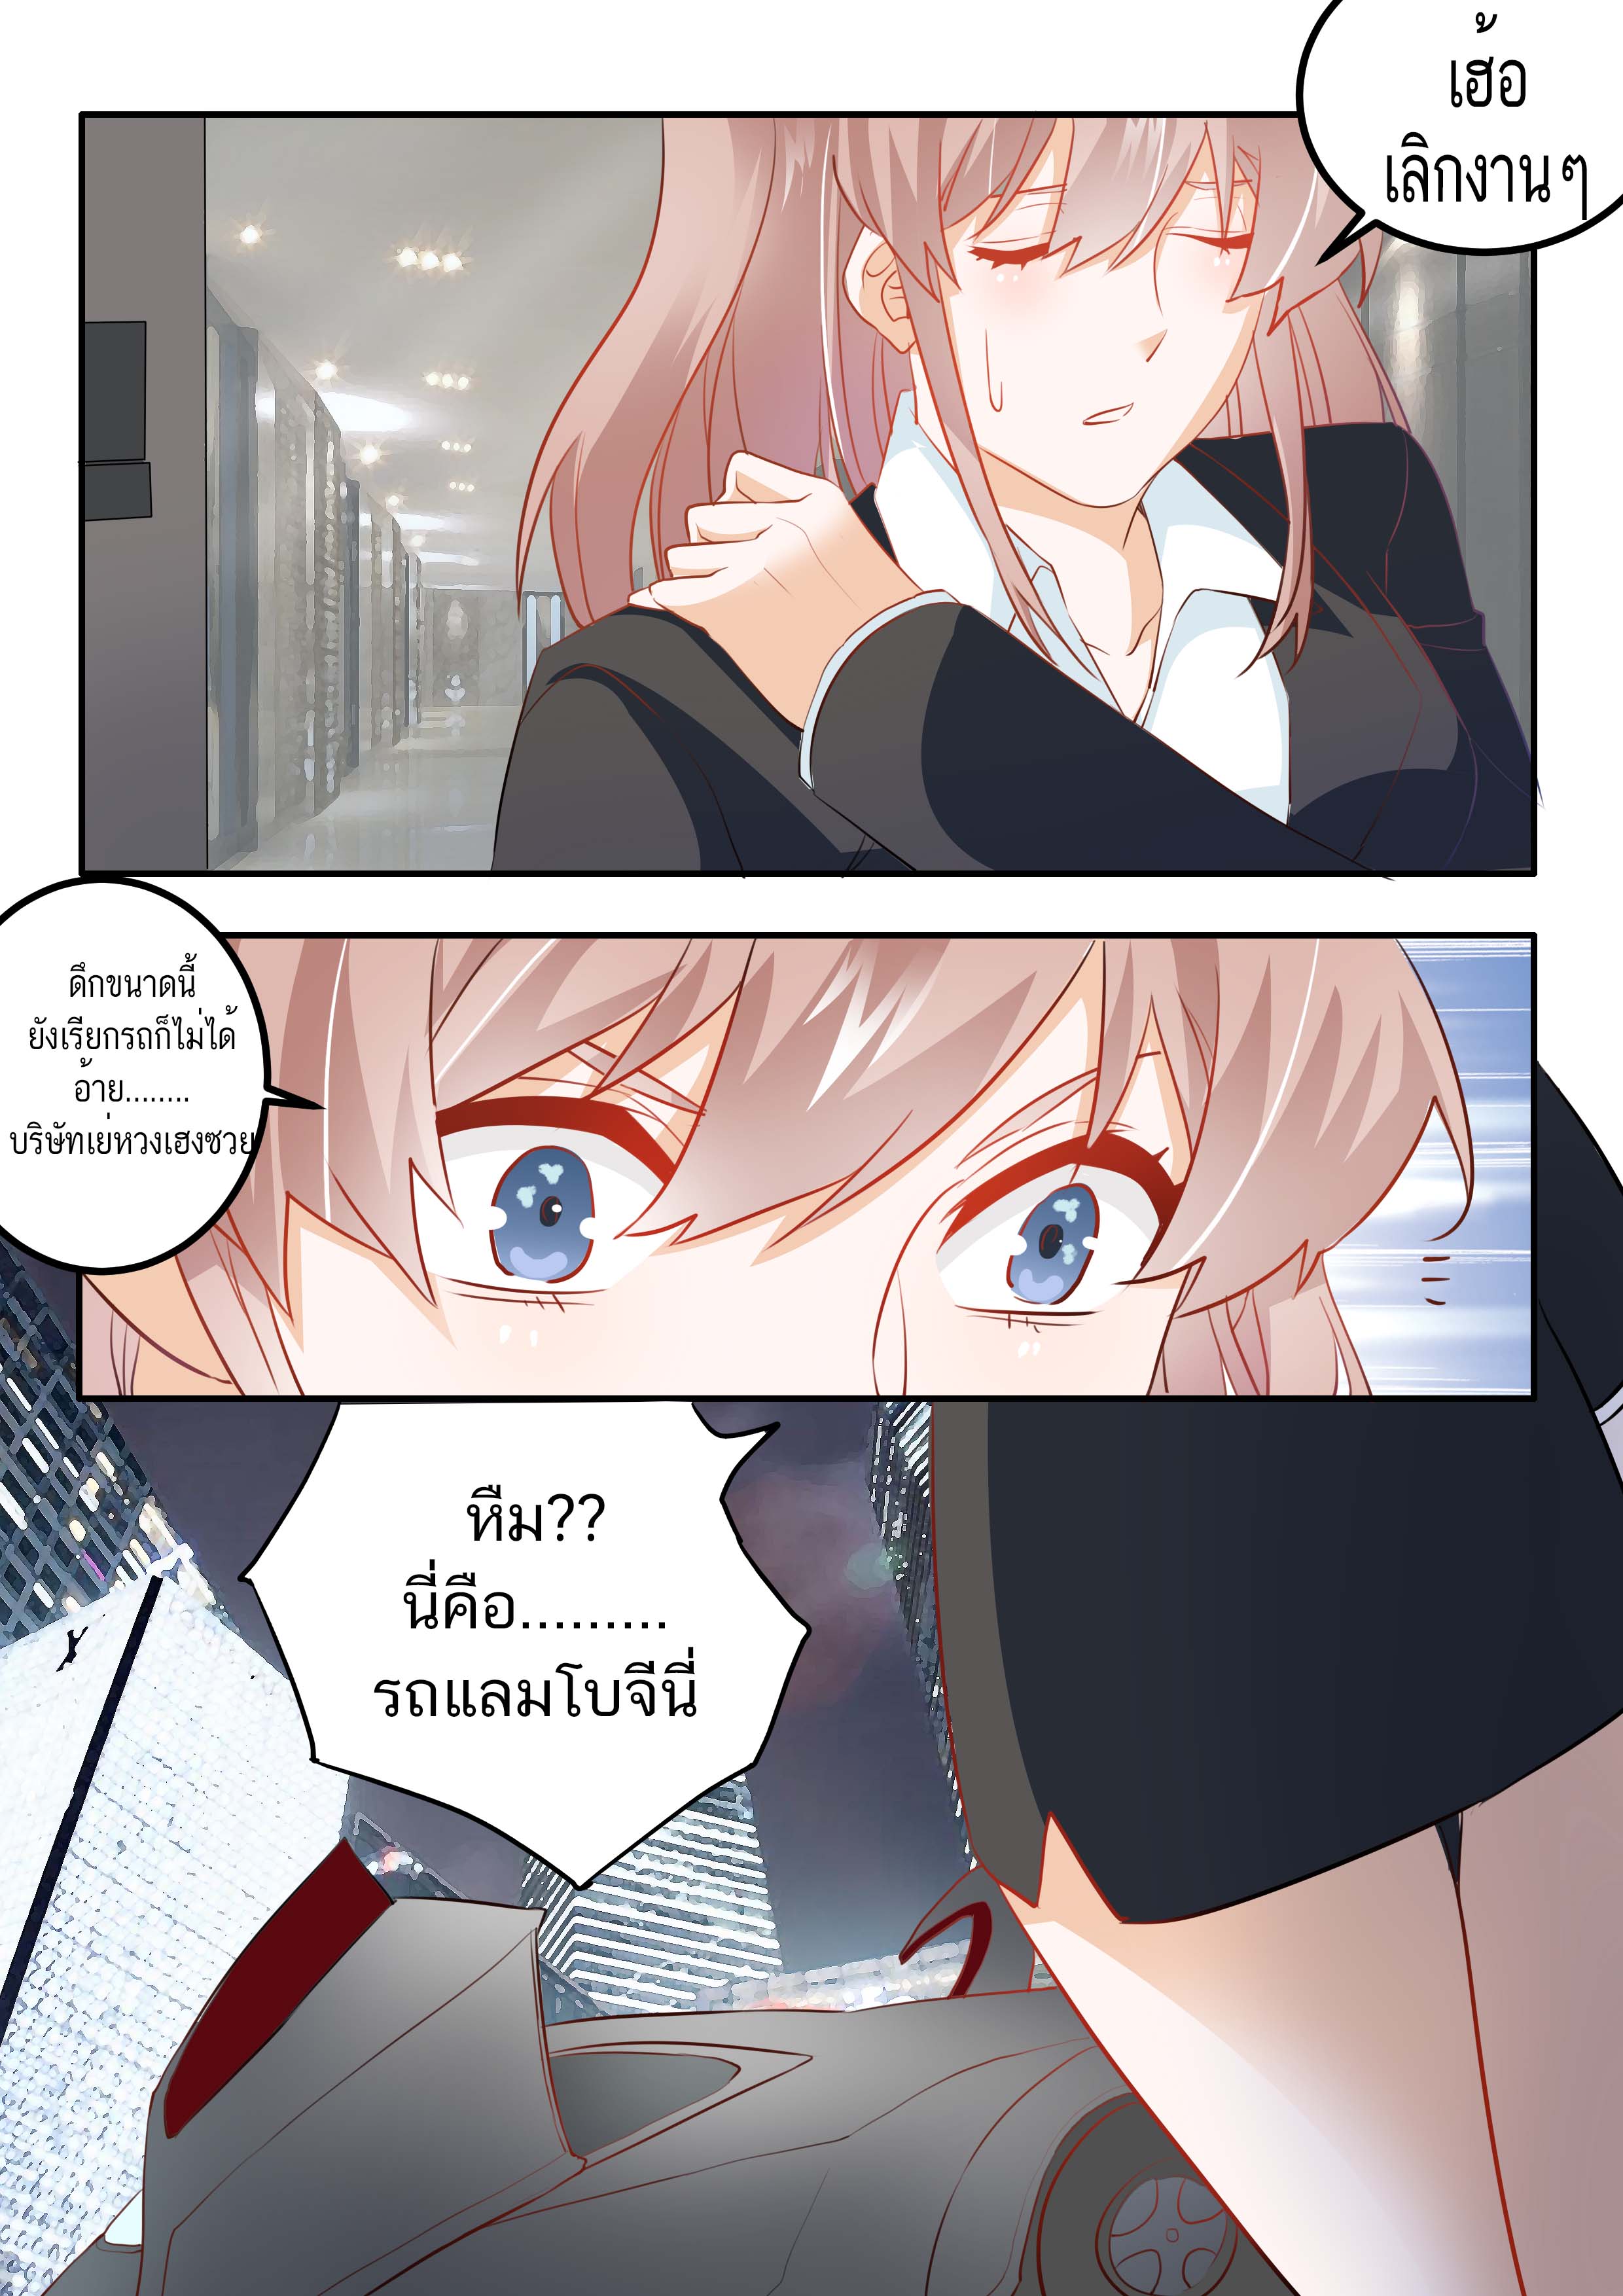 เฮ้อ
เลิกงานๆ
ดึกขนาดนี้
ยังเรียกรถก็ไม่ได้
อ้าย........
บริษัทเย่หวงเฮงซวย
หืม??
นี่คือ.........
รถแลมโบจีนี่